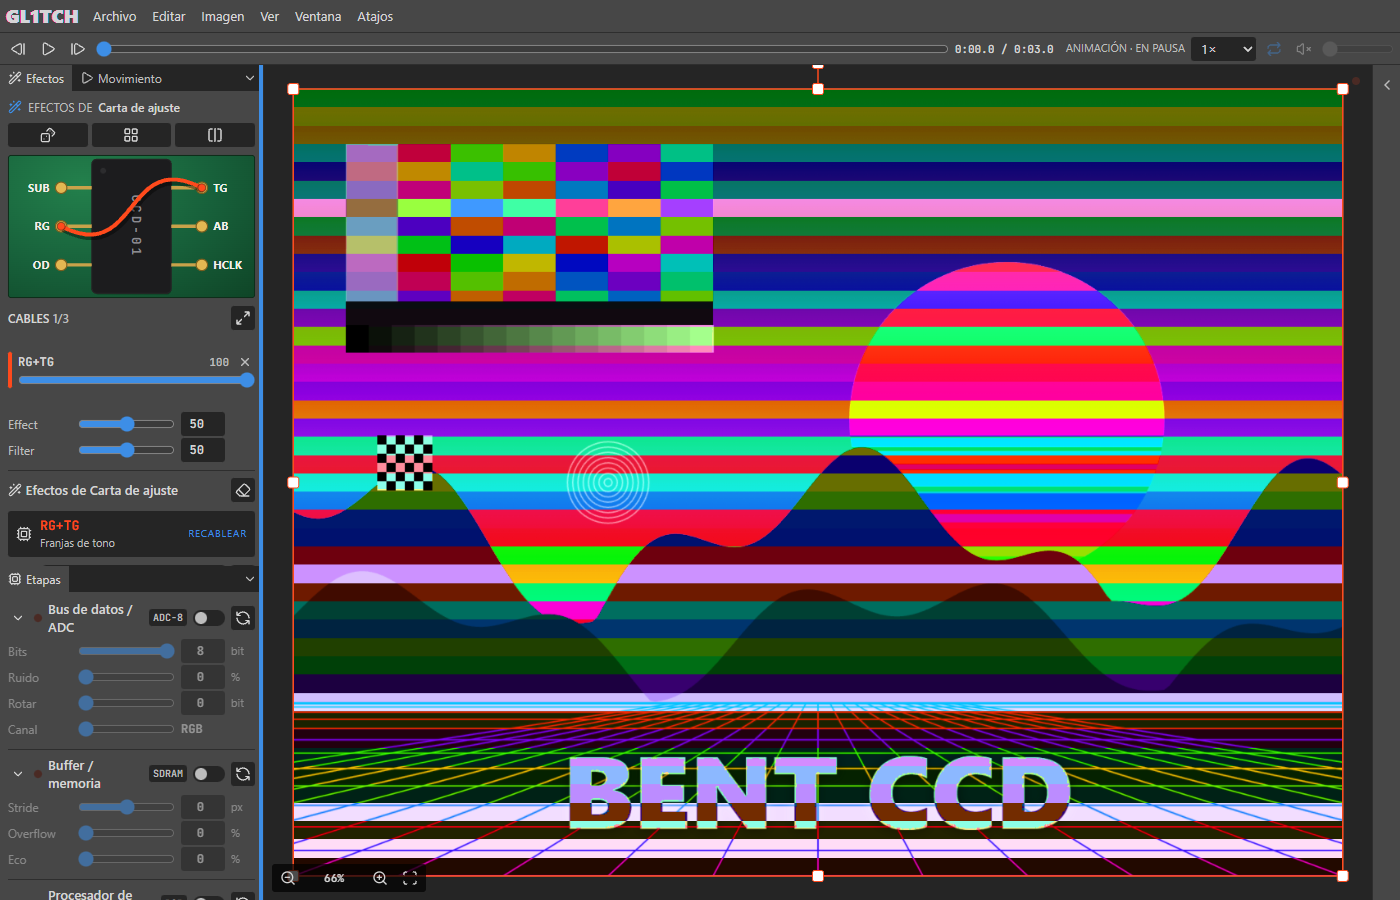 GL1TCH Archivo Editar Imagen Ver Ventana Atajos
0:00.0 / 0:03.0 ANIMACIÓN · EN PAUSA 1×
Efectos Movimiento
EFECTOS DE Carta de ajuste
SUB TG
RG AB
OD HCLK
CCD-01
CABLES 1/3
RG+TG 100
Effect 50
Filter 50
Efectos de Carta de ajuste
RG+TG
Franjas de tono
RECABLEAR
Etapas
Bus de datos /
ADC
ADC-8
Bits 8 bit
Ruido 0 %
Rotar 0 bit
Canal RGB
Buffer /
memoria
SDRAM
Stride 0 px
Overflow 0 %
Eco 0 %
Procesador de
BENT CCD
66%